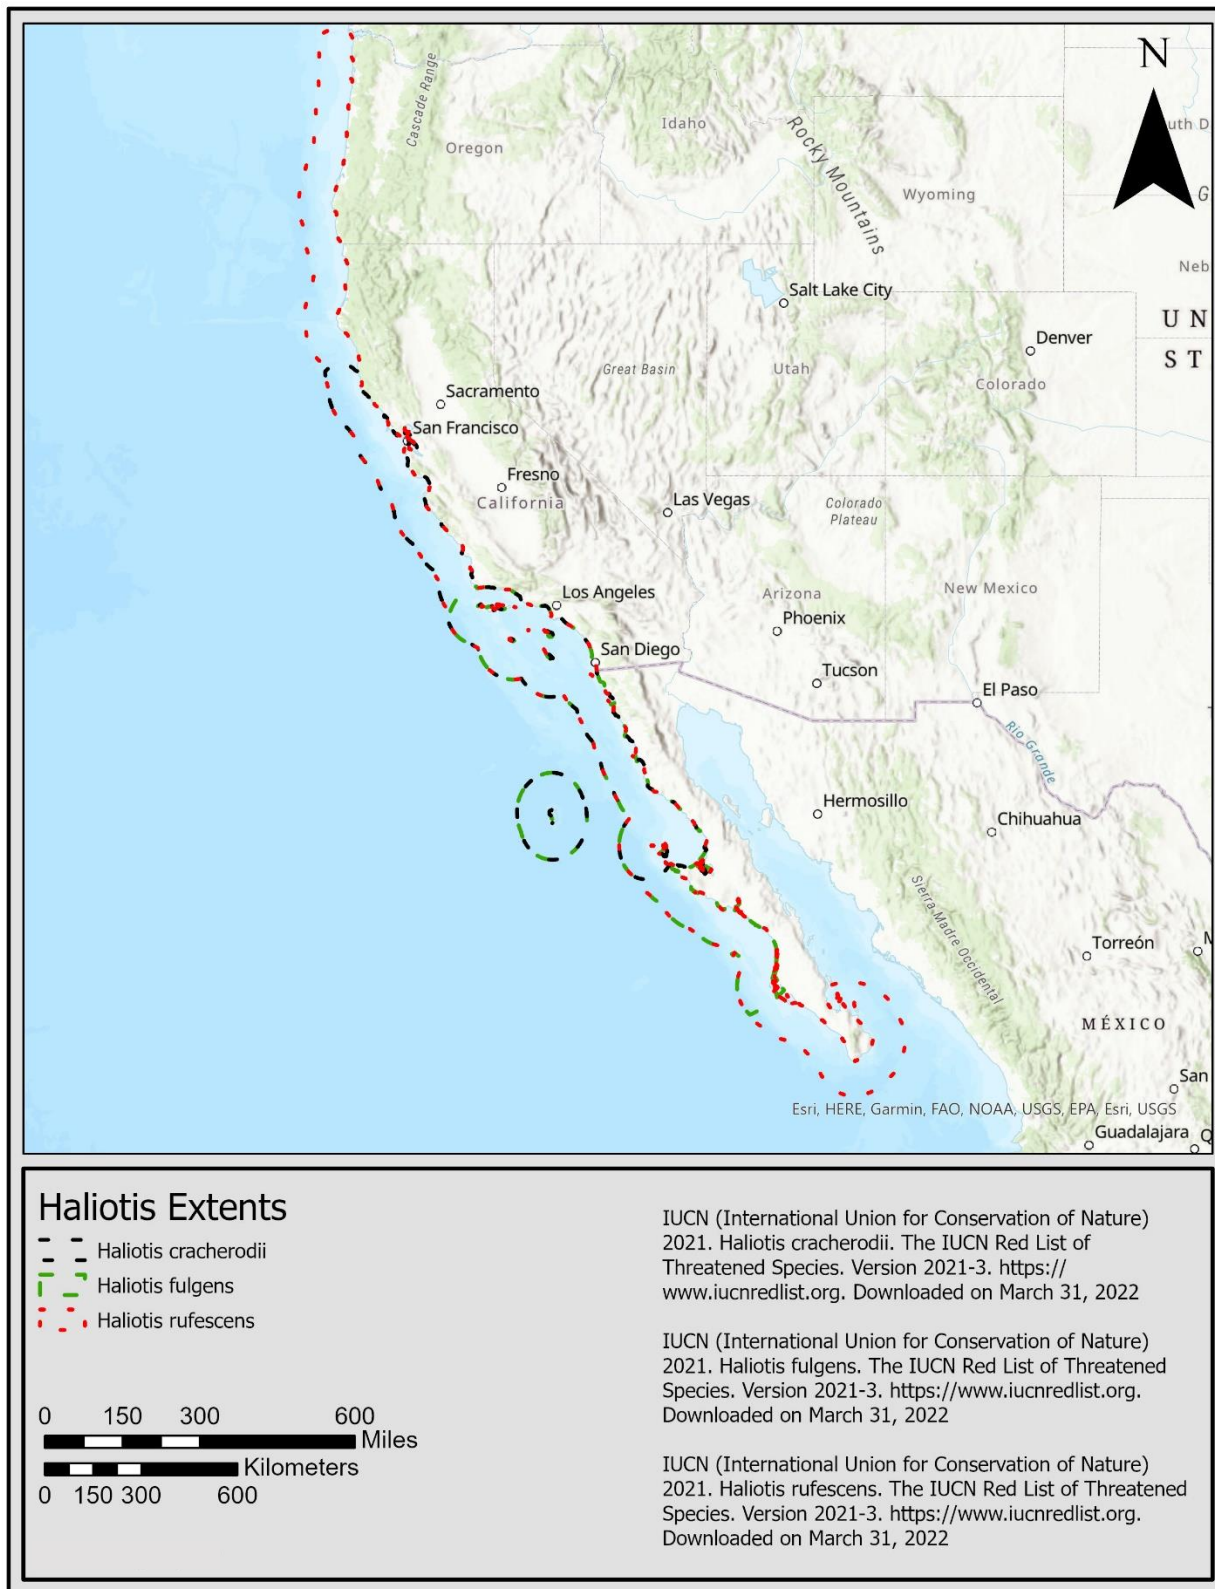 N
Cascade Range
Idaho
Oregon
Rocky Mountains
uth D
Wyoming
G
Neb
Salt Lake City
U N
S T
Denver
Great Basin
Utah
Colorado
Sacramento
San Francisco
Fresno
California
Las Vegas
Colorado
Plateau
Los Angeles
Arizona
New Mexico
Phoenix
San Diego
Tucson
El Paso
Rio Grande
Hermosillo
Chihuahua
Sierra Madre Occidental
Torreón
M
MÉXICO
San
Esri, HERE, Garmin, FAO, NOAA, USGS, EPA, Esri, USGS
Guadalajara
Q
Haliotis Extents
Haliotis cracherodii
Haliotis fulgens
Haliotis rufescens
0 150 300 600
Miles
Kilometers
0 150 300 600
IUCN (International Union for Conservation of Nature)
2021. Haliotis cracherodii. The IUCN Red List of
Threatened Species. Version 2021-3. https://
www.iucnredlist.org. Downloaded on March 31, 2022
IUCN (International Union for Conservation of Nature)
2021. Haliotis fulgens. The IUCN Red List of Threatened
Species. Version 2021-3. https://www.iucnredlist.org.
Downloaded on March 31, 2022
IUCN (International Union for Conservation of Nature)
2021. Haliotis rufescens. The IUCN Red List of Threatened
Species. Version 2021-3. https://www.iucnredlist.org.
Downloaded on March 31, 2022